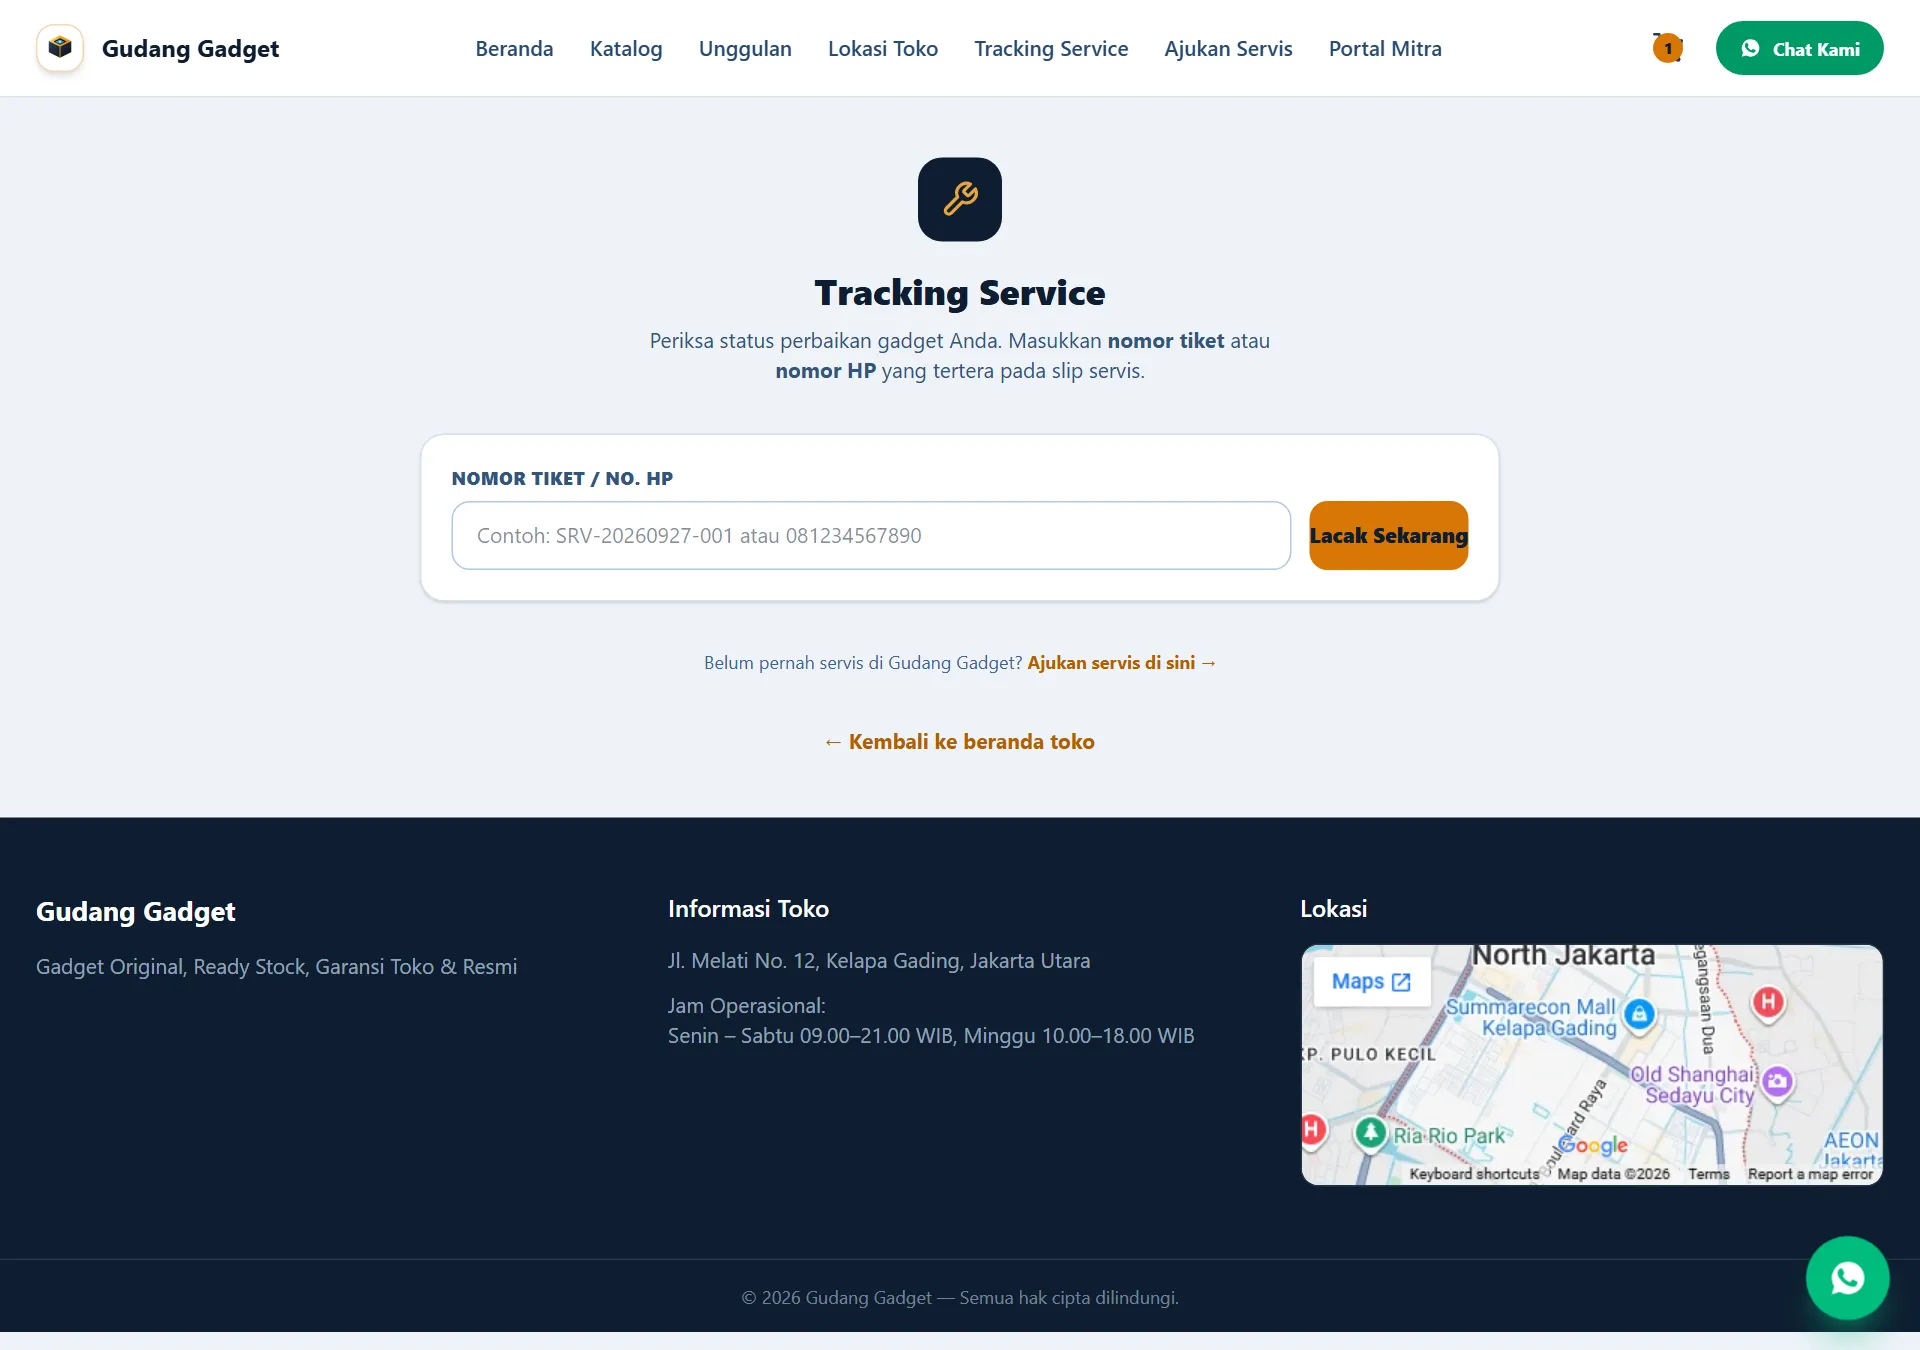 Gudang Gadget
Beranda
Katalog
Unggulan
Lokasi Toko
Tracking Service
Ajukan Servis
Portal Mitra
1
Chat Kami
Tracking Service
Periksa status perbaikan gadget Anda. Masukkan nomor tiket atau
nomor HP yang tertera pada slip servis.
NOMOR TIKET / NO. HP
Contoh: SRV-20260927-001 atau 081234567890
Lacak Sekarang
Belum pernah servis di Gudang Gadget? Ajukan servis di sini →
← Kembali ke beranda toko
Gudang Gadget
Gadget Original, Ready Stock, Garansi Toko & Resmi
Informasi Toko
Jl. Melati No. 12, Kelapa Gading, Jakarta Utara
Jam Operasional:
Senin – Sabtu 09.00–21.00 WIB, Minggu 10.00–18.00 WIB
Lokasi
North Jakarta
Maps
Summarecon Mall
Kelapa Gading
egangsaan Dua
H
KP. PULO KECIL
Old Shanghai
Sedayu City
H
Ria Rio Park
Boulevard Raya
Google
AEON
Jakarta
Keyboard shortcuts
Map data ©2026
Terms
Report a map error
© 2026 Gudang Gadget — Semua hak cipta dilindungi.